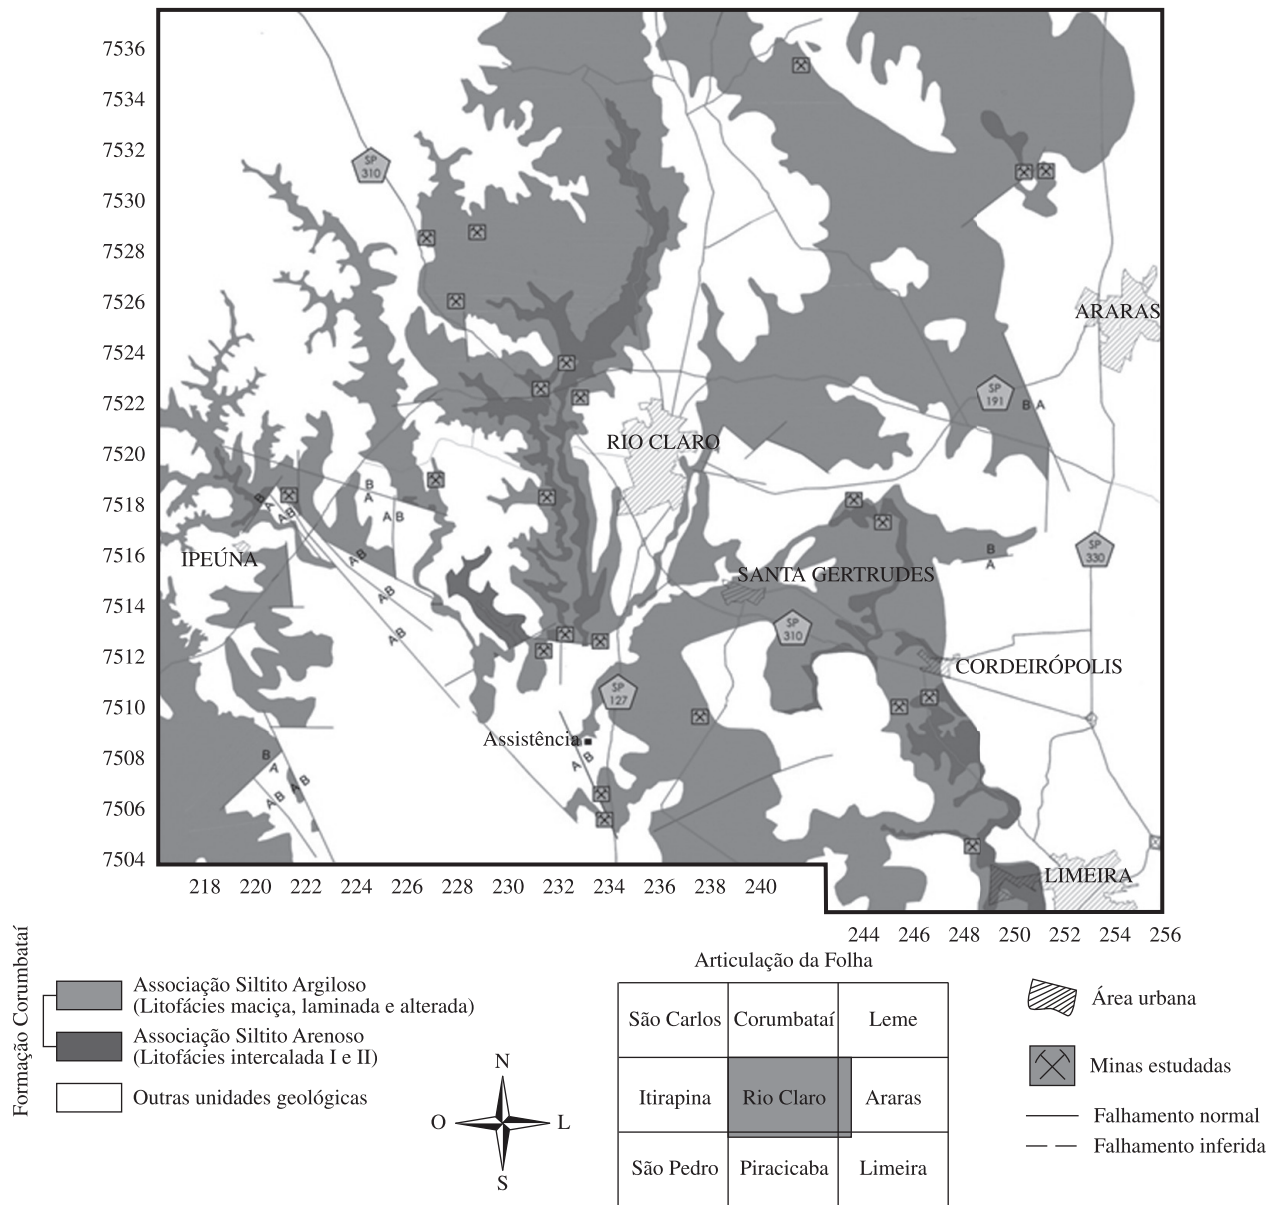 7536
7534
7532
7530
7528
7526
7524
7522
7520
7518
7516
7514
7512
7510
7508
7506
7504
SP
310
ARARAS
SP
191
B A
RIO CLARO
B
A
A B
B
A
A B
IPEÚNA
A B
A B
A B
SP
330
B
A
SANTA GERTRUDES
SP
310
CORDEIRÓPOLIS
SP
127
Assistência
A B
B
A
A B
A B
LIMEIRA
218 220 222 224 226 228 230 232 234 236 238 240
244 246 248 250 252 254 256
Formação Corumbataí
Associação Siltito Argiloso
(Litofácies maciça, laminada e alterada)
Associação Siltito Arenoso
(Litofácies intercalada I e II)
Outras unidades geológicas
N
O L
S
Articulação da Folha
São Carlos Corumbataí Leme
Itirapina Rio Claro Araras
São Pedro Piracicaba Limeira
Área urbana
Minas estudadas
Falhamento normal
Falhamento inferida